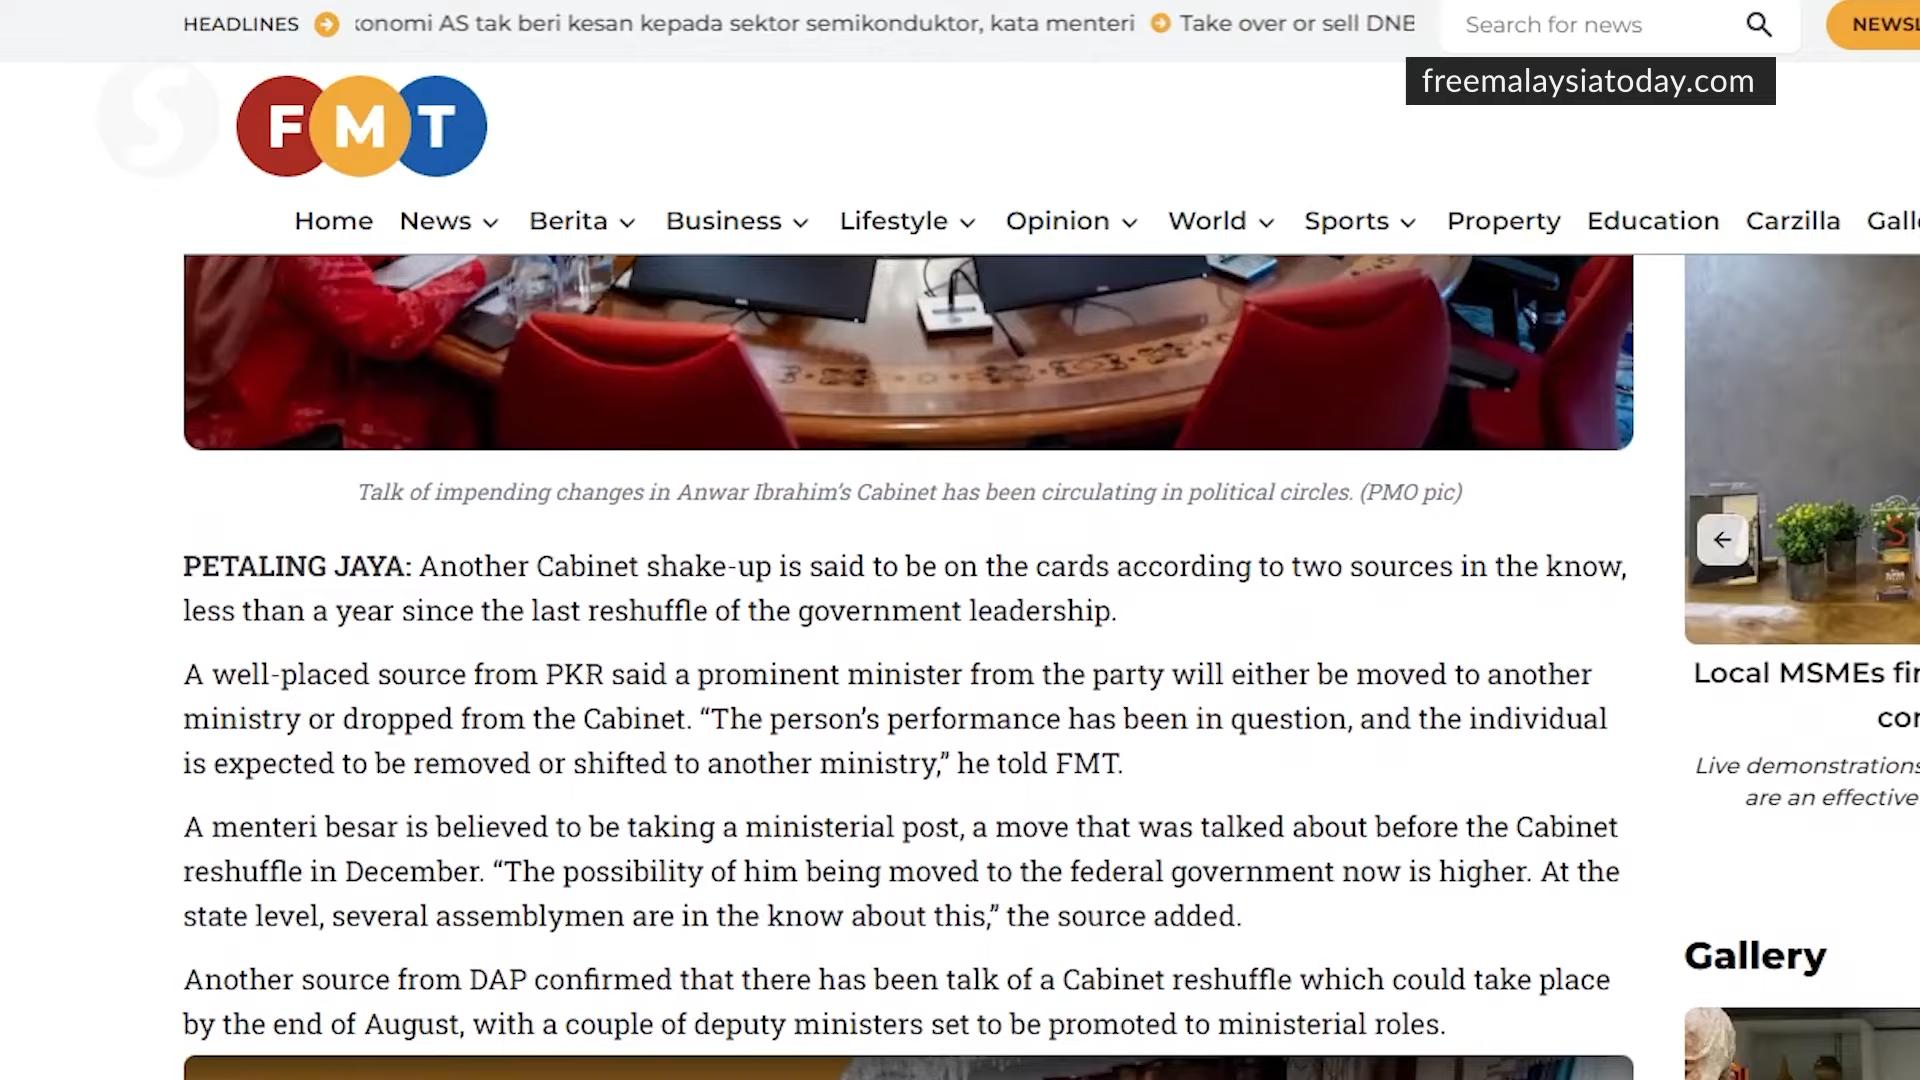 HEADLINES
konomi AS tak beri kesan kepada sektor semikonduktor, kata menteri
Take over or sell DNB
Search for news
NEWSL
freemalaysiatoday.com
FMT
Home News Berita Business Lifestyle Opinion World Sports Property Education Carzilla Galle
Talk of impending changes in Anwar Ibrahim's Cabinet has been circulating in political circles. (PMO pic)
PETALING JAYA: Another Cabinet shake-up is said to be on the cards according to two sources in the know,
less than a year since the last reshuffle of the government leadership.
A well-placed source from PKR said a prominent minister from the party will either be moved to another
ministry or dropped from the Cabinet. “The person’s performance has been in question, and the individual
is expected to be removed or shifted to another ministry,” he told FMT.
A menteri besar is believed to be taking a ministerial post, a move that was talked about before the Cabinet
reshuffle in December. “The possibility of him being moved to the federal government now is higher. At the
state level, several assemblymen are in the know about this,” the source added.
Another source from DAP confirmed that there has been talk of a Cabinet reshuffle which could take place
by the end of August, with a couple of deputy ministers set to be promoted to ministerial roles.
Local MSMEs fir
cor
Live demonstrations
are an effective
Gallery